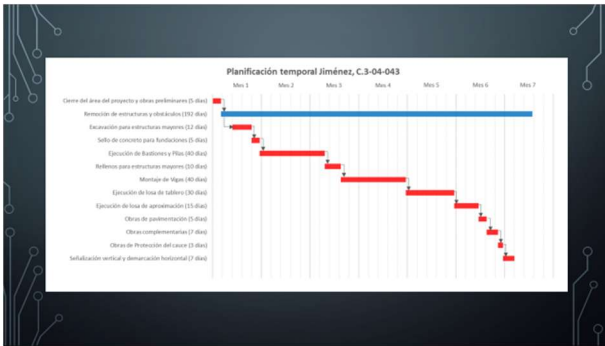 Planificación temporal Jiménez, C.3-04-043
Mes 1 Mes 2 Mes 3 Mes 4 Mes 5 Mes 6 Mes 7
Cierre del área del proyecto y obras preliminares (5 días)
Remoción de estructuras y obstáculos (192 días)
Excavación para estructuras mayores (12 días)
Sello de concreto para fundaciones (5 días)
Ejecución de Bastiones y Pilas (40 días)
Rellenos para estructuras mayores (10 días)
Montaje de Vigas (40 días)
Ejecución de losa de tablero (30 días)
Ejecución de losa de aproximación (15 días)
Obras de pavimentación (5 días)
Obras complementarias (7 días)
Obras de Protección del cauce (3 días)
Señalización vertical y demarcación horizontal (7 días)